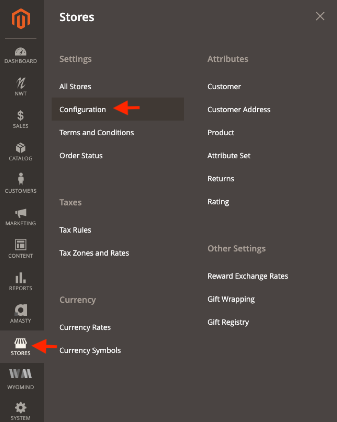 Stores
DASHBOARD
NWT
SALES
CATALOG
CUSTOMERS
MARKETING
CONTENT
REPORTS
AMASTY
STORES
WYOMIND
SYSTEM
Settings
All Stores
Configuration
Terms and Conditions
Order Status
Taxes
Tax Rules
Tax Zones and Rates
Currency
Currency Rates
Currency Symbols
Attributes
Customer
Customer Address
Product
Attribute Set
Returns
Rating
Other Settings
Reward Exchange Rates
Gift Wrapping
Gift Registry